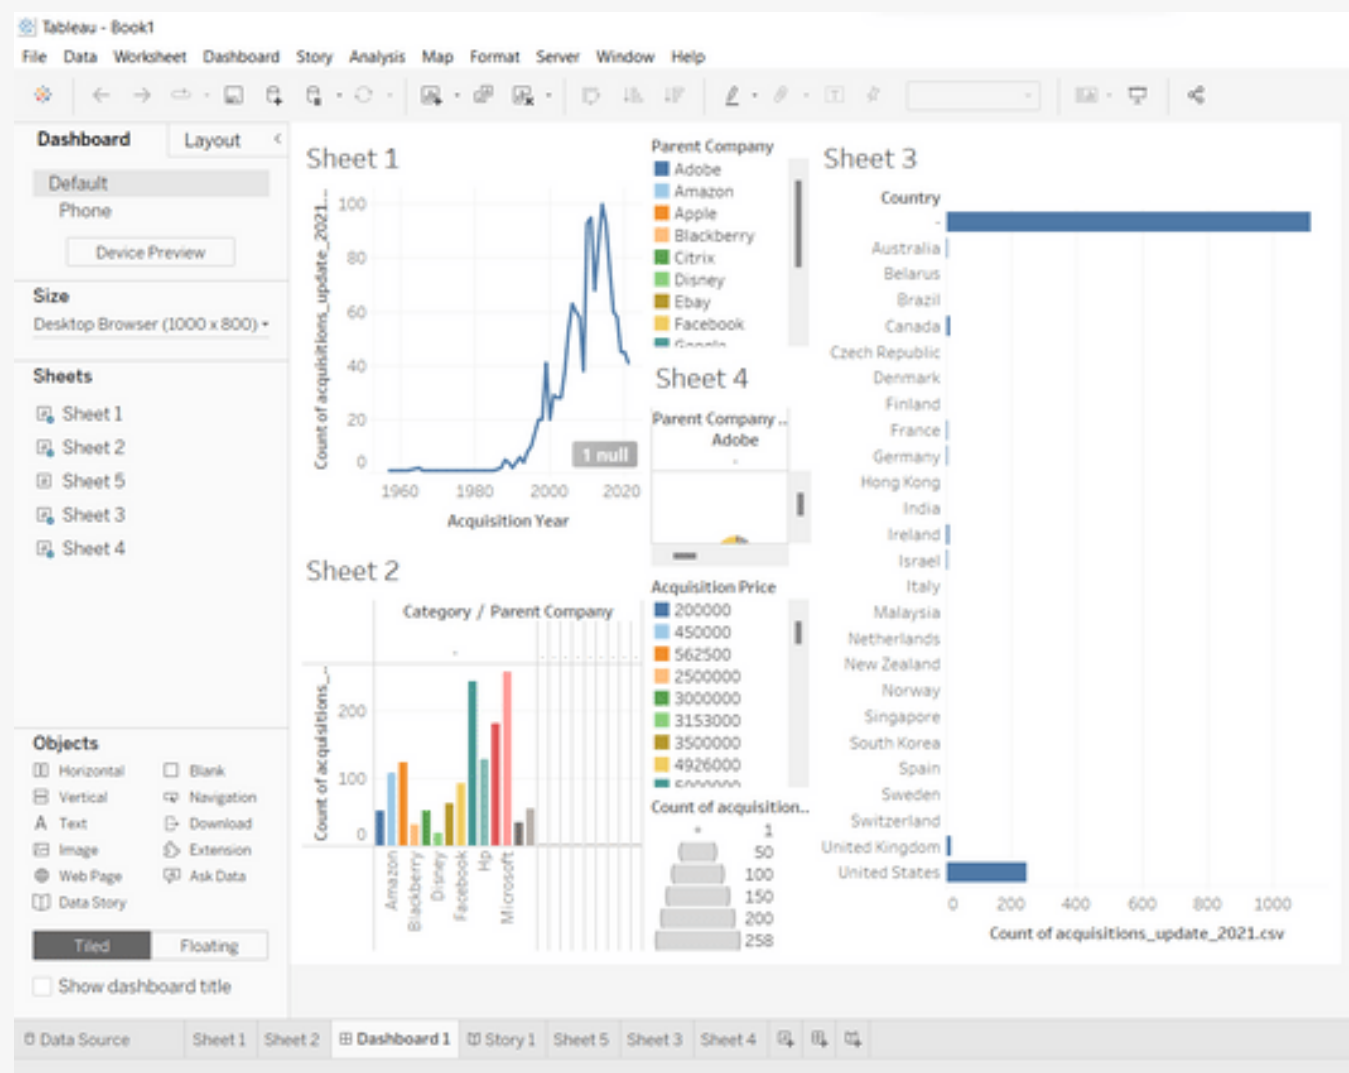 Tableau - Book1
File Data Worksheet Dashboard Story Analysis Map Format Server Window Help
Dashboard Layout
Default
Phone
Device Preview
Size
Desktop Browser (1000 x 800)
Sheets
Sheet 1
Sheet 2
Sheet 5
Sheet 3
Sheet 4
Objects
Horizontal Blank
Vertical Navigation
A Text Download
Image Extension
Web Page Ask Data
Data Story
Tiled Floating
Show dashboard title
Sheet 1
Count of acquisitions_update_2021...
100
80
60
40
20
0
1 null
1960 1980 2000 2020
Acquisition Year
Sheet 2
Category / Parent Company
Count of acquisitions_..
200
100
0
Amazon
Blackberry
Disney
Facebook
Hp
Microsoft
Parent Company
Adobe
Amazon
Apple
Blackberry
Citrix
Disney
Ebay
Facebook
Google
Sheet 4
Parent Company ..
Adobe
-
Acquisition Price
200000
450000
562500
2500000
3000000
3153000
3500000
4926000
5000000
Count of acquisition..
1
50
100
150
200
258
Sheet 3
Country
-
Australia
Belarus
Brazil
Canada
Czech Republic
Denmark
Finland
France
Germany
Hong Kong
India
Ireland
Israel
Italy
Malaysia
Netherlands
New Zealand
Norway
Singapore
South Korea
Spain
Sweden
Switzerland
United Kingdom
United States
0 200 400 600 800 1000
Count of acquisitions_update_2021.csv
Data Source Sheet 1 Sheet 2 Dashboard 1 Story 1 Sheet 5 Sheet 3 Sheet 4